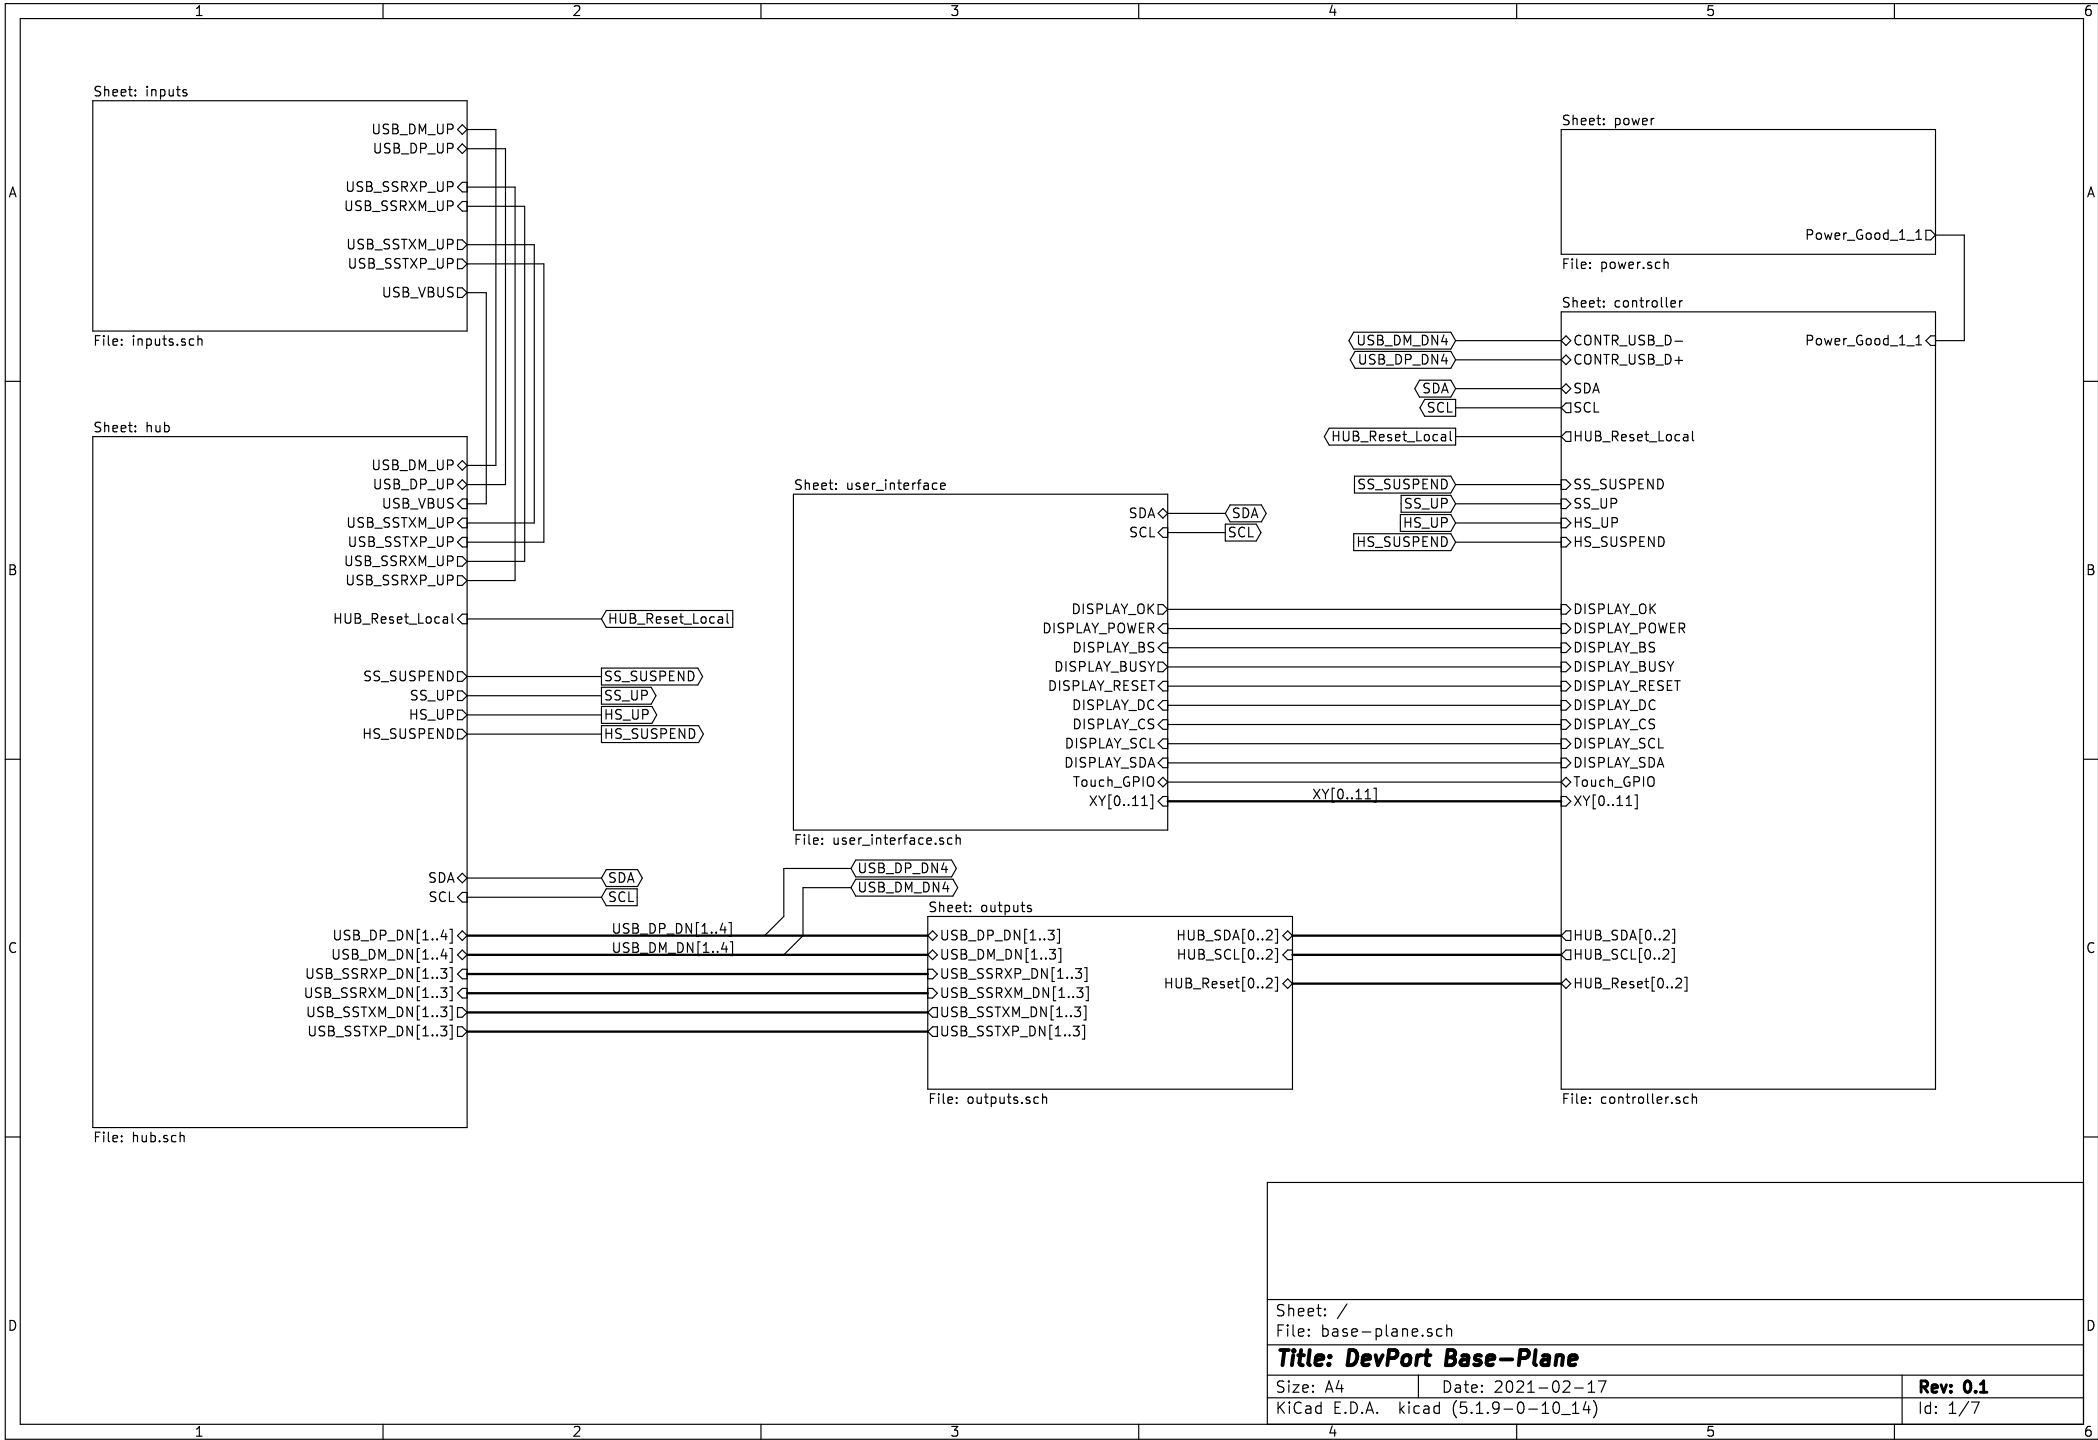 1 2 3 4 5 6
Sheet: inputs
USB_DM_UP
USB_DP_UP
USB_SSRXP_UP
USB_SSRXM_UP
USB_SSTXM_UP
USB_SSTXP_UP
USB_VBUS
File: inputs.sch
Sheet: power
Power_Good_1_1
File: power.sch
A A
Sheet: hub
USB_DM_UP
USB_DP_UP
USB_VBUS
USB_SSTXM_UP
USB_SSTXP_UP
USB_SSRXM_UP
USB_SSRXP_UP
HUB_Reset_Local HUB_Reset_Local
SS_SUSPEND SS_SUSPEND
SS_UP SS_UP
HS_UP HS_UP
HS_SUSPEND HS_SUSPEND
SDA SDA
SCL SCL
USB_DP_DN[1..4] USB_DP_DN[1..4]
USB_DM_DN[1..4] USB_DM_DN[1..4]
USB_SSRXP_DN[1..3]
USB_SSRXM_DN[1..3]
USB_SSTXM_DN[1..3]
USB_SSTXP_DN[1..3]
File: hub.sch
B B
Sheet: user_interface
SDA SDA
SCL SCL
DISPLAY_OK
DISPLAY_POWER
DISPLAY_BS
DISPLAY_BUSY
DISPLAY_RESET
DISPLAY_DC
DISPLAY_CS
DISPLAY_SCL
DISPLAY_SDA
Touch_GPIO
XY[0..11] XY[0..11]
File: user_interface.sch
USB_DP_DN4
USB_DM_DN4
Sheet: outputs
USB_DP_DN[1..3] HUB_SDA[0..2]
USB_DM_DN[1..3] HUB_SCL[0..2]
USB_SSRXP_DN[1..3] HUB_Reset[0..2]
USB_SSRXM_DN[1..3]
USB_SSTXM_DN[1..3]
USB_SSTXP_DN[1..3]
File: outputs.sch
Sheet: controller
USB_DM_DN4 CONTR_USB_D- Power_Good_1_1
USB_DP_DN4 CONTR_USB_D+
SDA SDA
SCL SCL
HUB_Reset_Local HUB_Reset_Local
SS_SUSPEND SS_SUSPEND
SS_UP SS_UP
HS_UP HS_UP
HS_SUSPEND HS_SUSPEND
DISPLAY_OK
DISPLAY_POWER
DISPLAY_BS
DISPLAY_BUSY
DISPLAY_RESET
DISPLAY_DC
DISPLAY_CS
DISPLAY_SCL
DISPLAY_SDA
Touch_GPIO
XY[0..11]
HUB_SDA[0..2]
HUB_SCL[0..2]
HUB_Reset[0..2]
File: controller.sch
C C
D D
Sheet: /
File: base-plane.sch
Title: DevPort Base-Plane
Size: A4 Date: 2021-02-17 Rev: 0.1
KiCad E.D.A. kicad (5.1.9-0-10_14) Id: 1/7
1 2 3 4 5 6